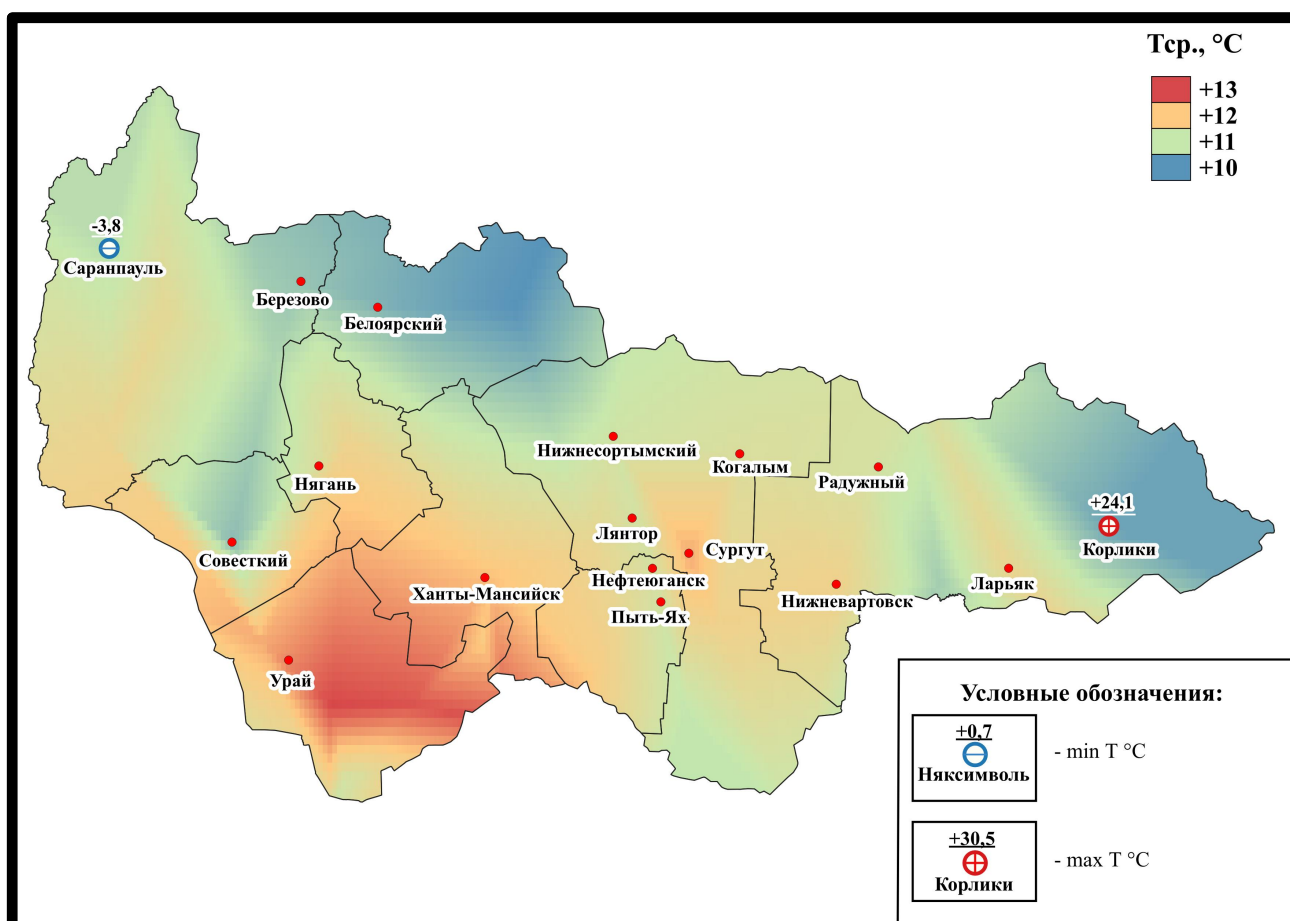 Тср., °C
+13
+12
+11
+10
-3,8
Саранпауль
Березово
Белоярский
Нижнесортымский
Когалым
Радужный
Нягань
+24,1
Корлики
Лянтор
Сургут
Совесткий
Нефтеюганск
Ларьяк
Ханты-Мансийск
Нижневартовск
Пыть-Ях
Урай
Условные обозначения:
+0,7
Няксимволь
- min T °C
+30,5
Корлики
- max T °C